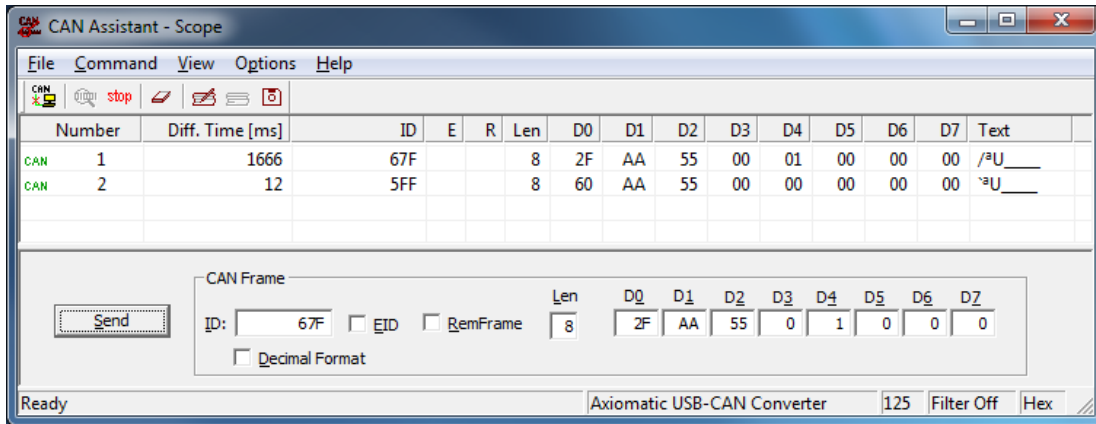 CAN Assistant - Scope
File Command View Options Help
CAN stop
Number Diff. Time [ms] ID E R Len D0 D1 D2 D3 D4 D5 D6 D7 Text
CAN 1 1666 67F 8 2F AA 55 00 01 00 00 00 /ªU____
CAN 2 12 5FF 8 60 AA 55 00 00 00 00 00 `ªU____
CAN Frame
Len D0 D1 D2 D3 D4 D5 D6 D7
Send ID: 67F EID RemFrame 8 2F AA 55 0 1 0 0 0
Decimal Format
Ready Axiomatic USB-CAN Converter 125 Filter Off Hex